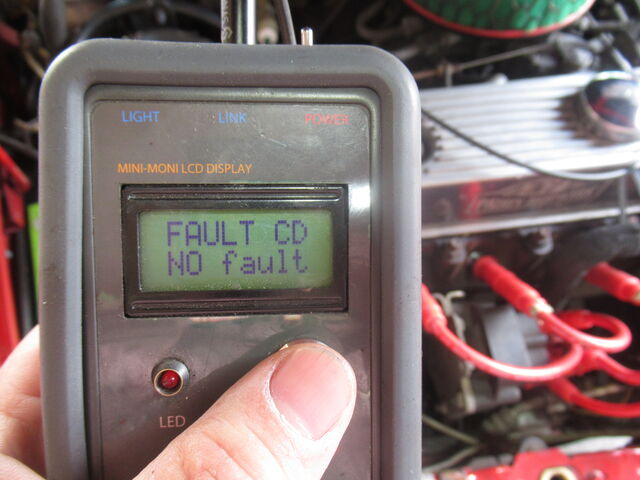 LIGHT LINK POWER
MINI-MONI LCD DISPLAY
FAULT CD
NO fault
LED